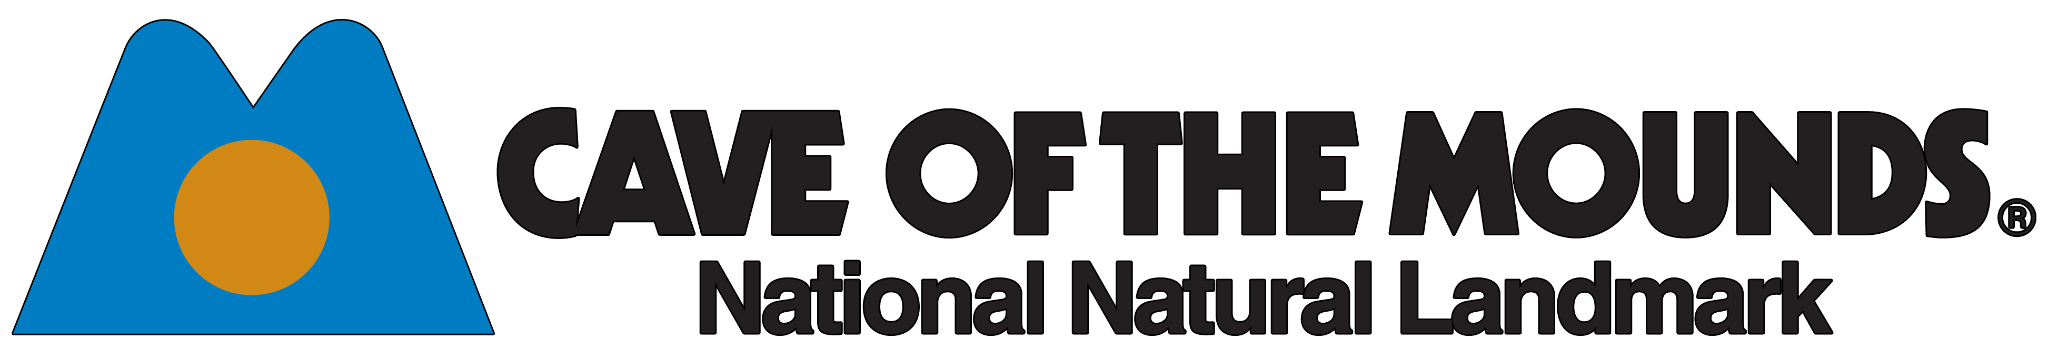 CAVE OF THE MOUNDS®
National Natural Landmark